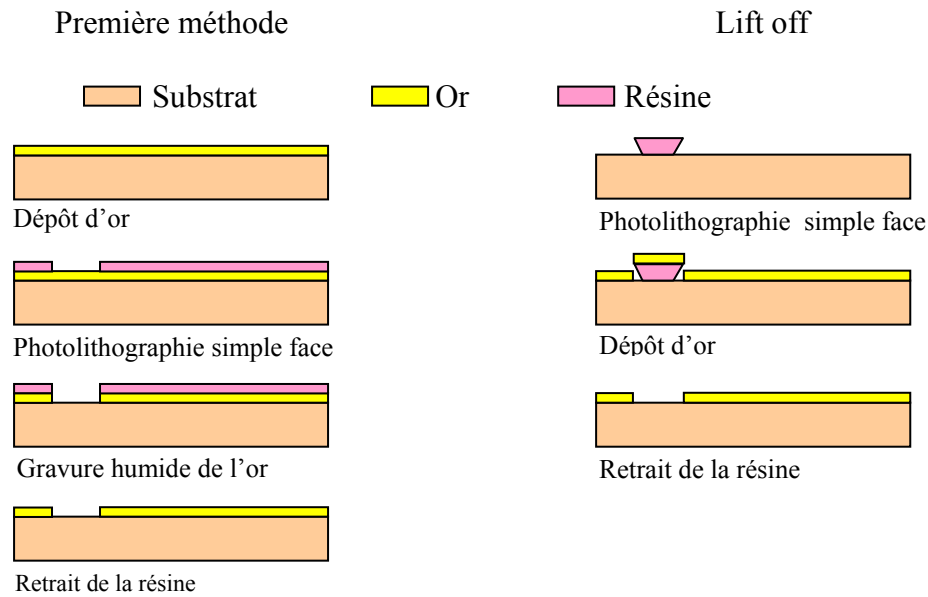 Première méthode
Lift off
Substrat
Or
Résine
Dépôt d'or
Photolithographie simple face
Gravure humide de l'or
Retrait de la résine
Photolithographie simple face
Dépôt d'or
Retrait de la résine